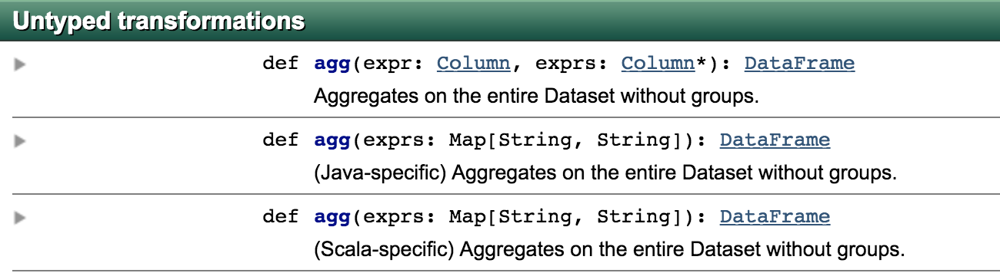 Untyped transformations
def agg(expr: Column, exprs: Column*): DataFrame
Aggregates on the entire Dataset without groups.
def agg(exprs: Map[String, String]): DataFrame
(Java-specific) Aggregates on the entire Dataset without groups.
def agg(exprs: Map[String, String]): DataFrame
(Scala-specific) Aggregates on the entire Dataset without groups.